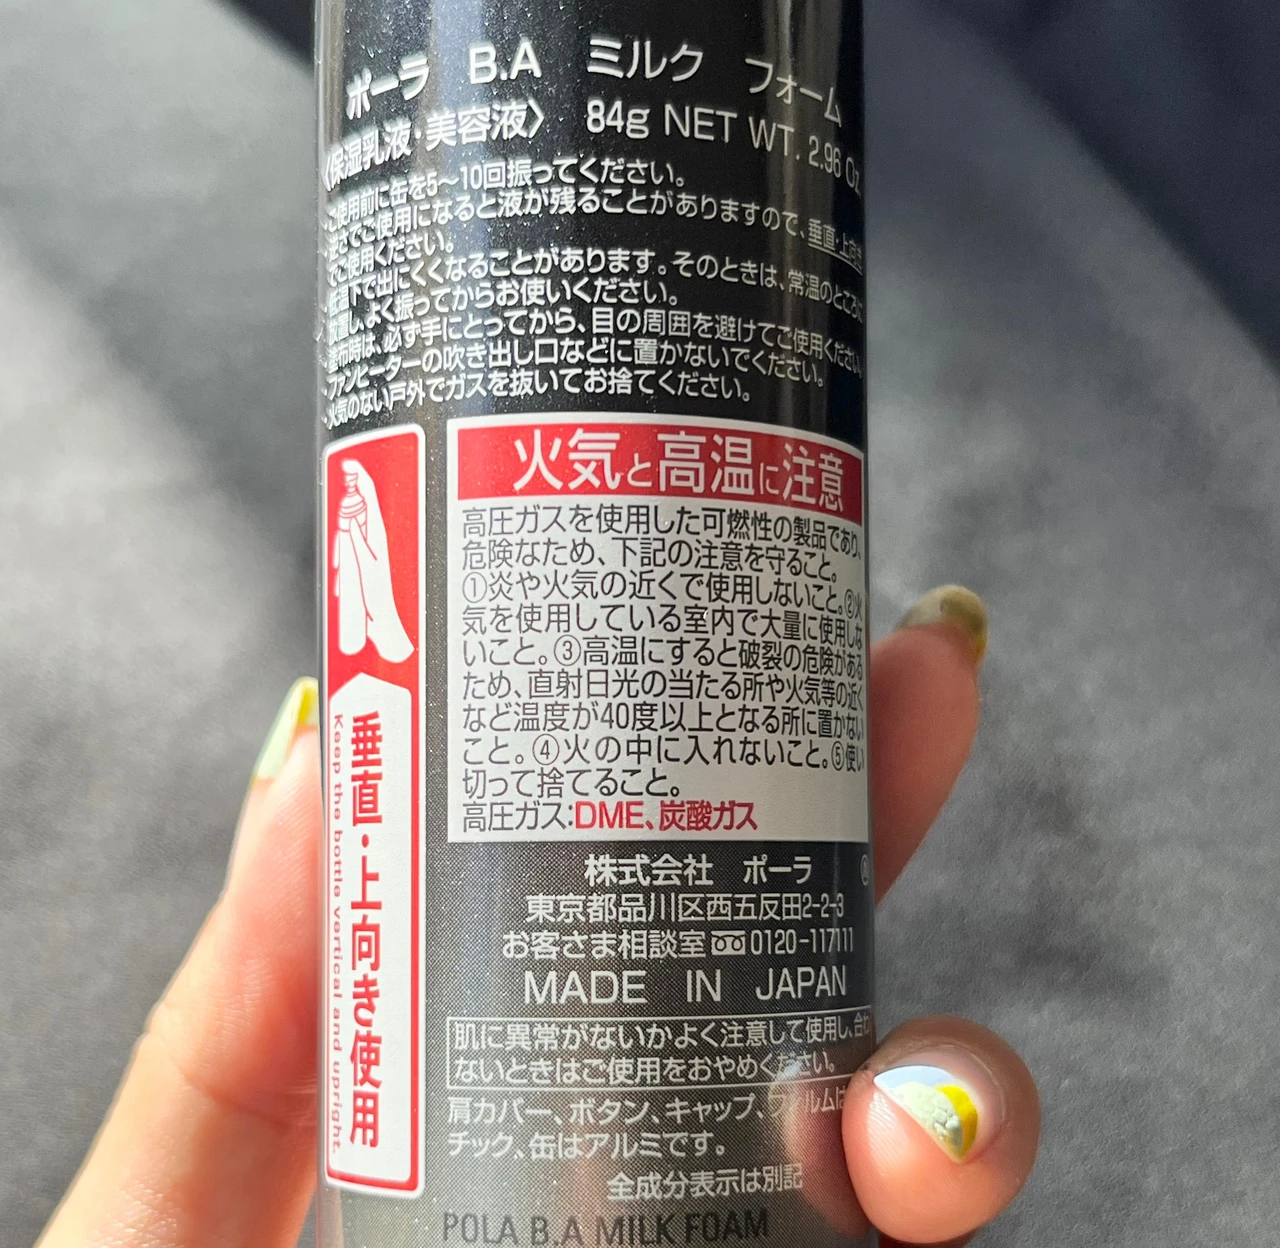 ポーラ B.A ミルク フォーム
〈保湿乳液・美容液〉 84g NET WT. 2.96 Oz.
ご使用前に缶を5〜10回振ってください。
逆さでご使用になると液が残ることがありますので、垂直・上向き
でご使用ください。
低温下で出にくくなることがあります。そのときは、常温のところに
放置し、よく振ってからお使いください。
塗布時は、必ず手にとってから、目の周囲を避けてご使用ください。
・ファンヒーターの吹き出し口などに置かないでください。
・火気のない戸外でガスを抜いてお捨てください。
火気と高温に注意
高圧ガスを使用した可燃性の製品であり、
危険なため、下記の注意を守ること。
①炎や火気の近くで使用しないこと。②火
気を使用している室内で大量に使用しな
いこと。③高温にすると破裂の危険がある
ため、直射日光の当たる所や火気等の近く
など温度が40度以上となる所に置かない
こと。④火の中に入れないこと。⑤使い
切って捨てること。
高圧ガス:DME、炭酸ガス
垂直・上向き使用
Keep the bottle vertical and upright.
株式会社 ポーラ
東京都品川区西五反田2-2-3
お客さま相談室 0120-117111
MADE IN JAPAN
肌に異常がないかよく注意して使用し、合わ
ないときはご使用をおやめください。
肩カバー、ボタン、キャップ、フィルムは
チック、缶はアルミです。
全成分表示は別記
POLA B.A MILK FOAM